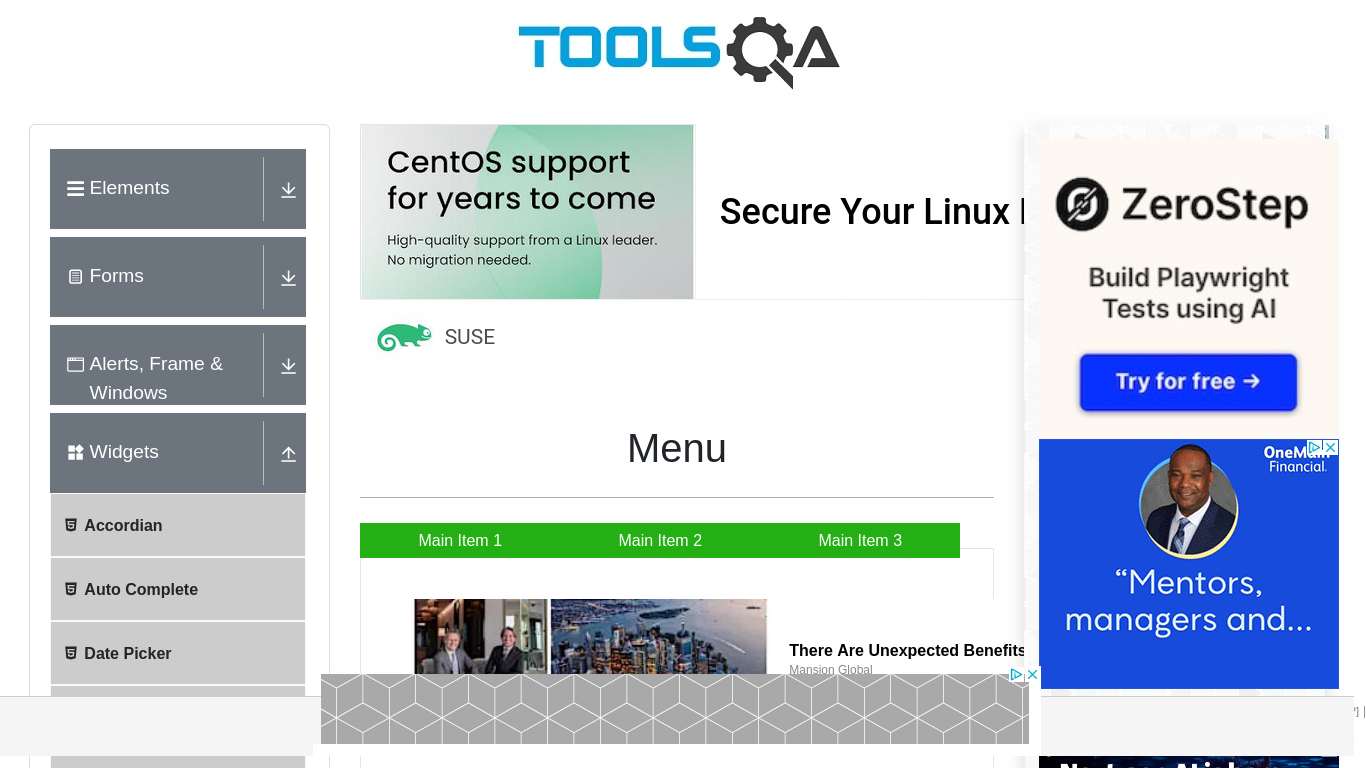 TOOLSQA
Elements
Forms
Alerts, Frame &
Windows
Widgets
Accordian
Auto Complete
Date Picker
CentOS support
for years to come
High-quality support from a Linux leader.
No migration needed.
Secure Your Linux
SUSE
Menu
Main Item 1
Main Item 2
Main Item 3
There Are Unexpected Benefits
Mansion Global
ZeroStep
Build Playwright
Tests using AI
Try for free →
OneMain
Financial
“Mentors,
managers and...